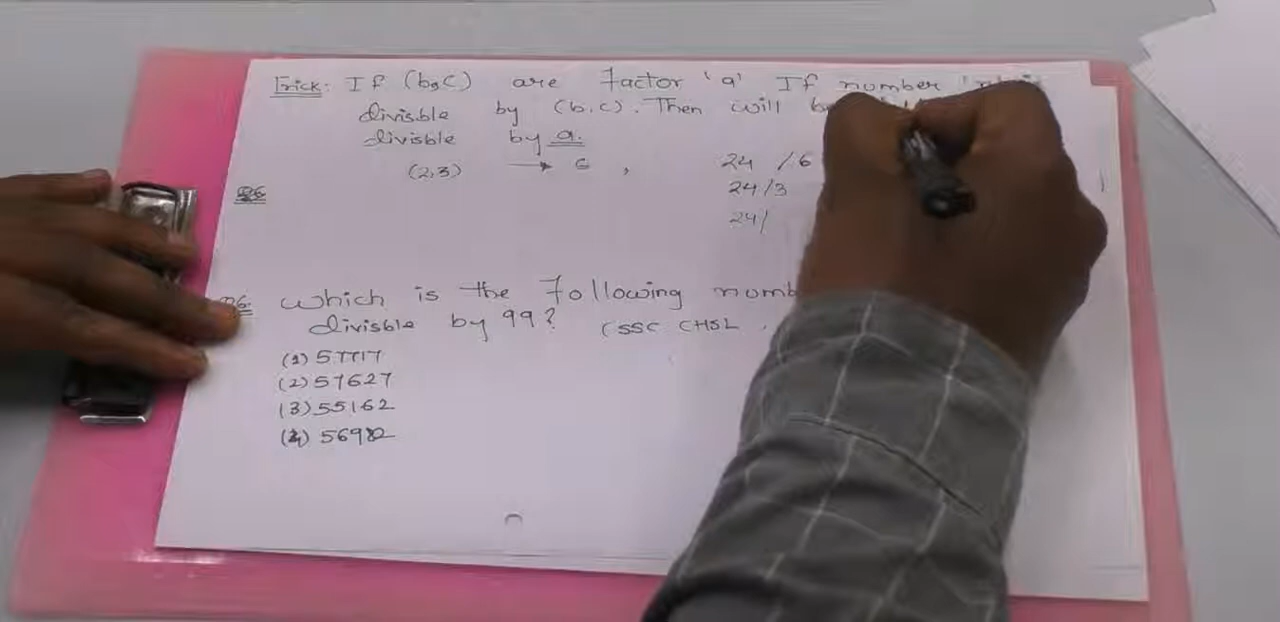 Trick: If (b,c) are factor 'a' If number
divisible by (b.c). Then will
divisble by a.
(2,3) → 6 , 24 / 6
24/3
24/
Q6. Which is the Following
divisble by 99? (SSC CHSL
(1) 57717
(2) 57627
(3) 55162
(4) 56982